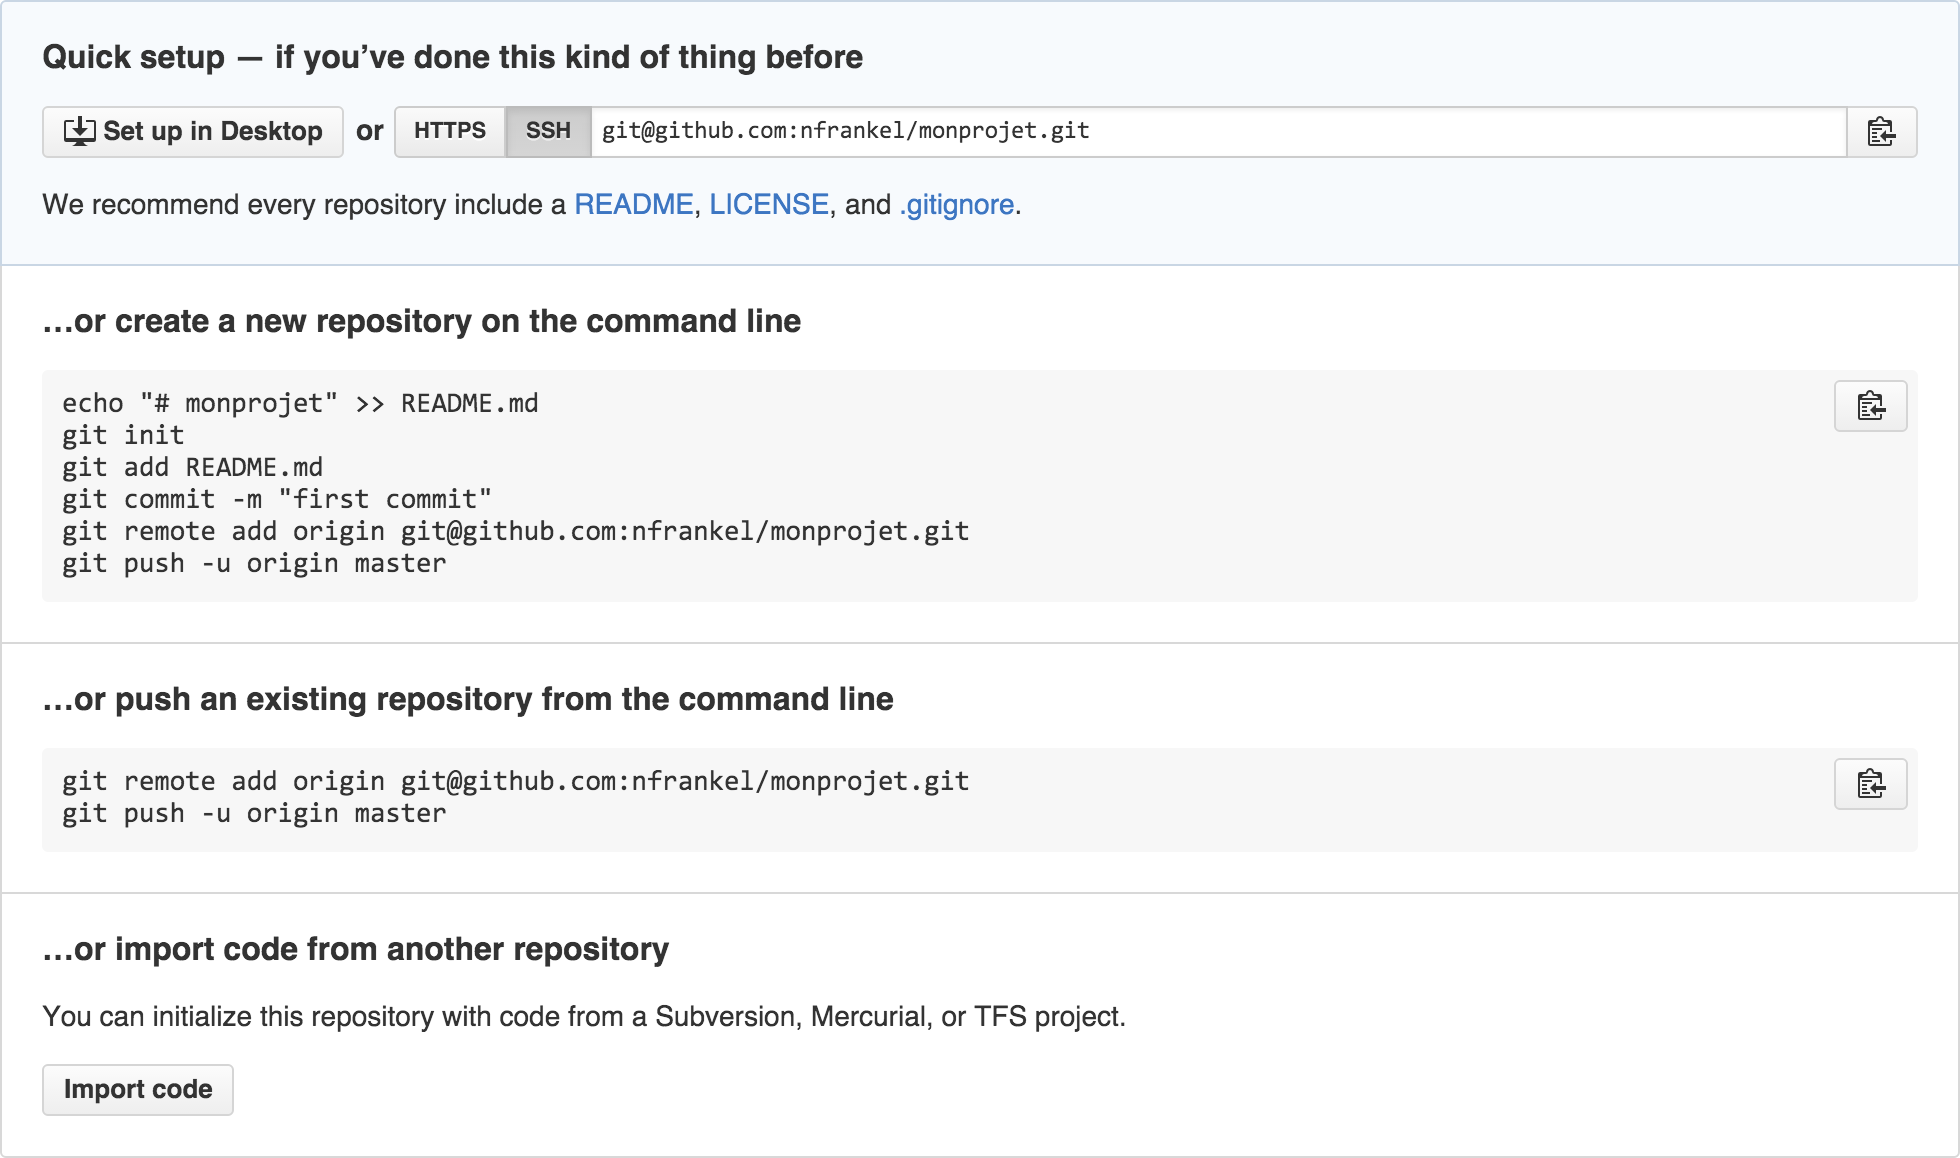 Quick setup — if you’ve done this kind of thing before
Set up in Desktop or HTTPS SSH git@github.com:nfrankel/monprojet.git
We recommend every repository include a README, LICENSE, and .gitignore.
…or create a new repository on the command line
echo "# monprojet" >> README.md
git init
git add README.md
git commit -m "first commit"
git remote add origin git@github.com:nfrankel/monprojet.git
git push -u origin master
…or push an existing repository from the command line
git remote add origin git@github.com:nfrankel/monprojet.git
git push -u origin master
…or import code from another repository
You can initialize this repository with code from a Subversion, Mercurial, or TFS project.
Import code